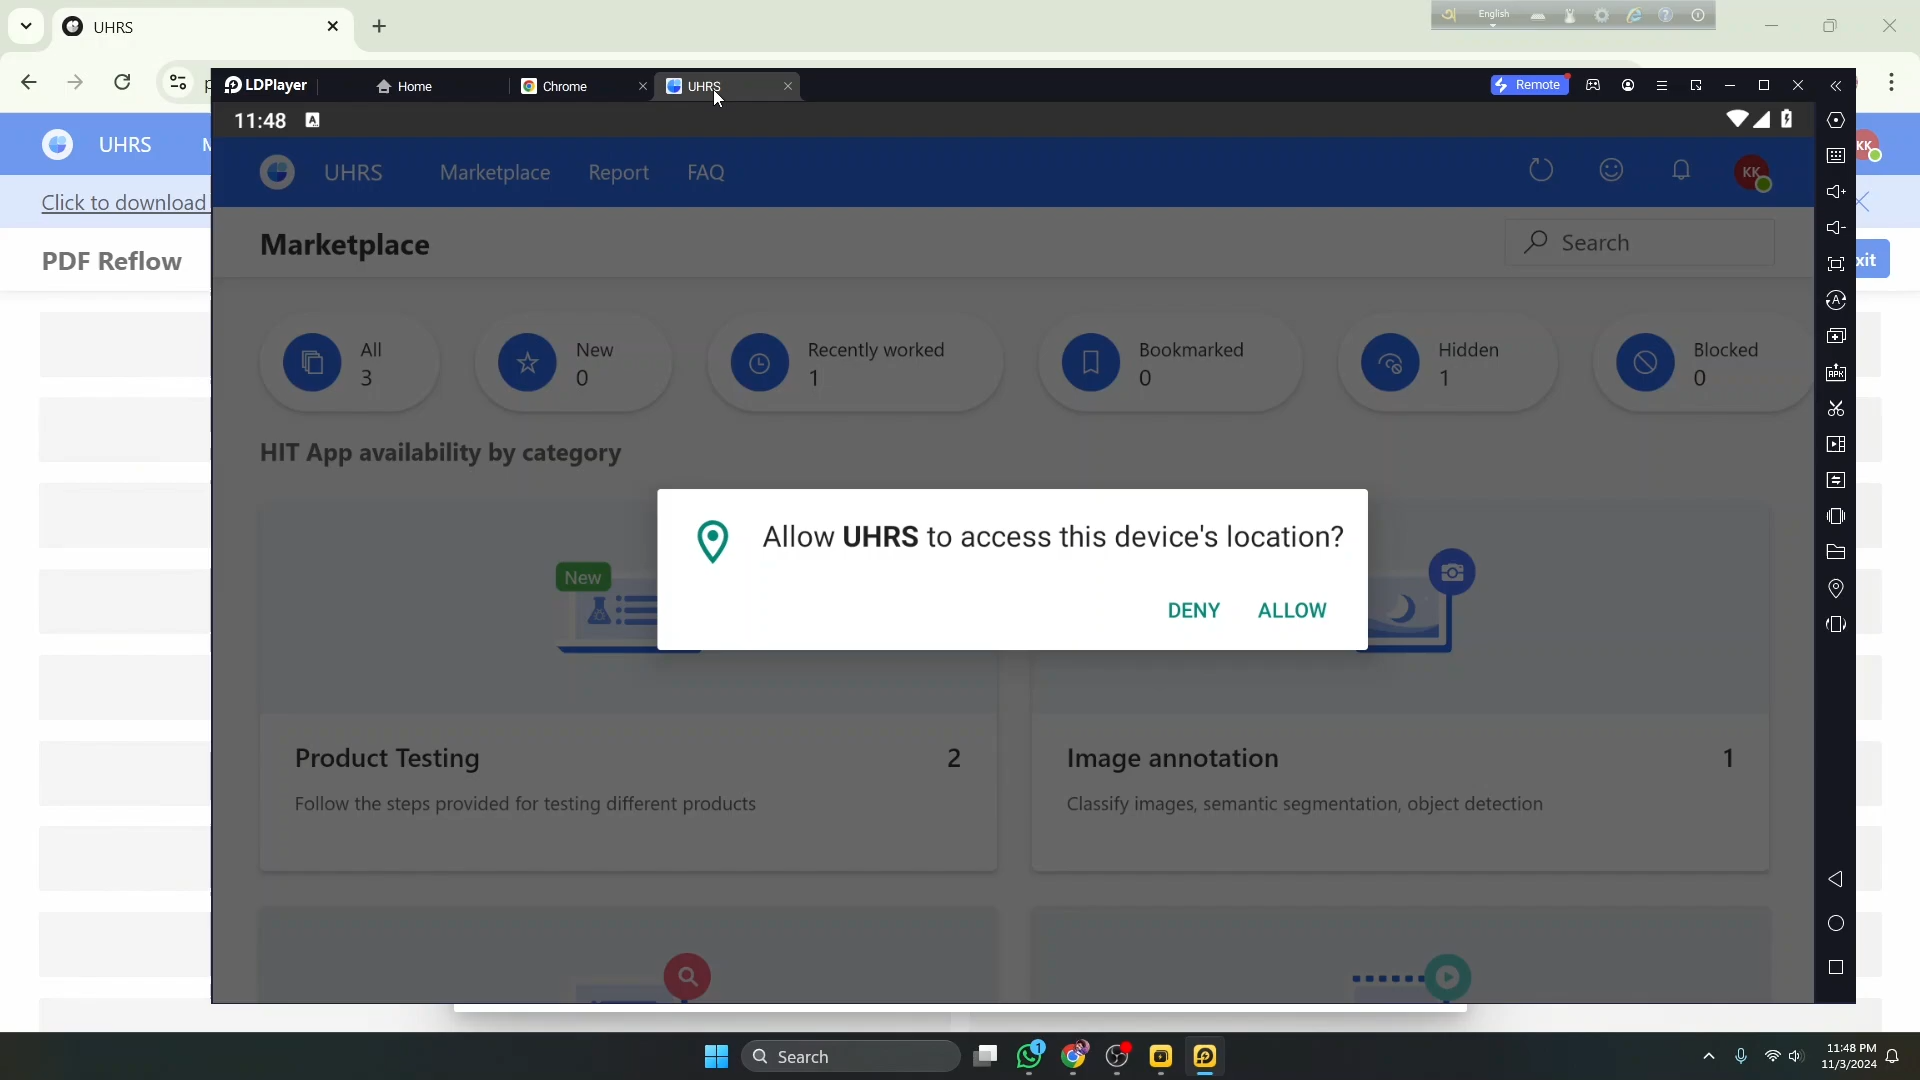 UHRS
English
LDPlayer
Home
Chrome
UHRS
Remote
11:48
UHRS
UHRS
Marketplace
Report
FAQ
KK
KK
Click to download
Marketplace
Search
PDF Reflow
xit
All
3
New
0
Recently worked
1
Bookmarked
0
Hidden
1
Blocked
0
APK
HIT App availability by category
Allow UHRS to access this device's location?
New
DENY
ALLOW
Product Testing
2
Image annotation
1
Follow the steps provided for testing different products
Classify images, semantic segmentation, object detection
Search
1
11:48 PM
11/3/2024